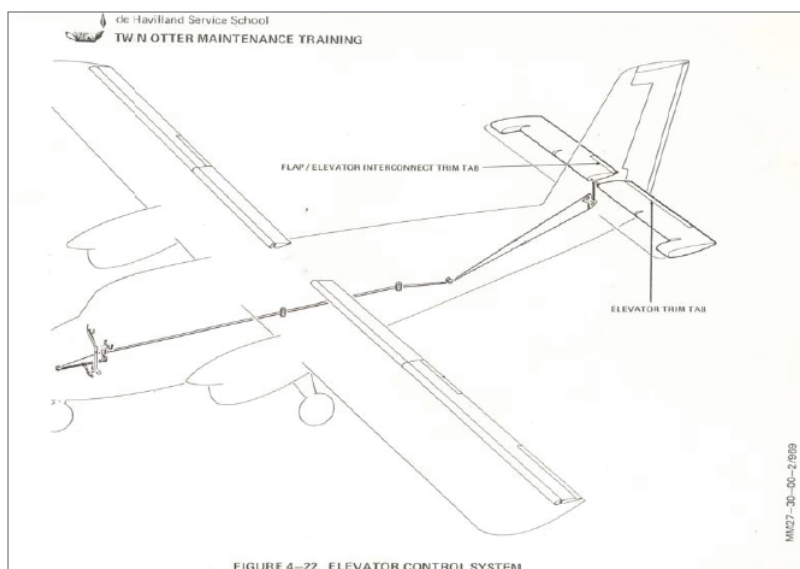 de Havilland Service School
TWIN OTTER MAINTENANCE TRAINING
FLAP / ELEVATOR INTERCONNECT TRIM TAB
ELEVATOR TRIM TAB
MM27-30-00-2/969
FIGURE 4-22 ELEVATOR CONTROL SYSTEM